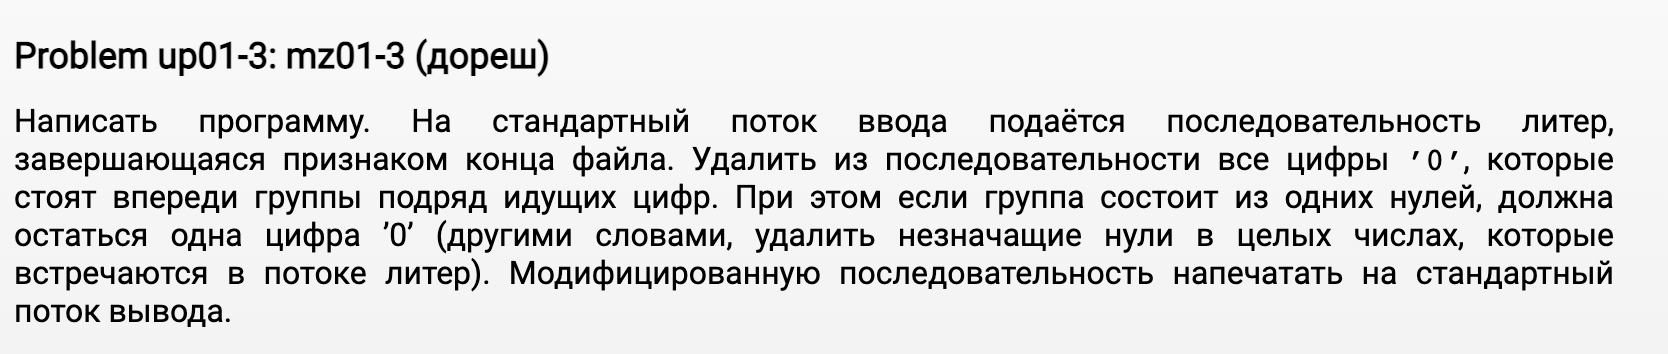 Problem up01-3: mz01-3 (дореш)
Написать программу. На стандартный поток ввода подаётся последовательность литер,
завершающаяся признаком конца файла. Удалить из последовательности все цифры ’0’, которые
стоят впереди группы подряд идущих цифр. При этом если группа состоит из одних нулей, должна
остаться одна цифра ’0’ (другими словами, удалить незначащие нули в целых числах, которые
встречаются в потоке литер). Модифицированную последовательность напечатать на стандартный
поток вывода.